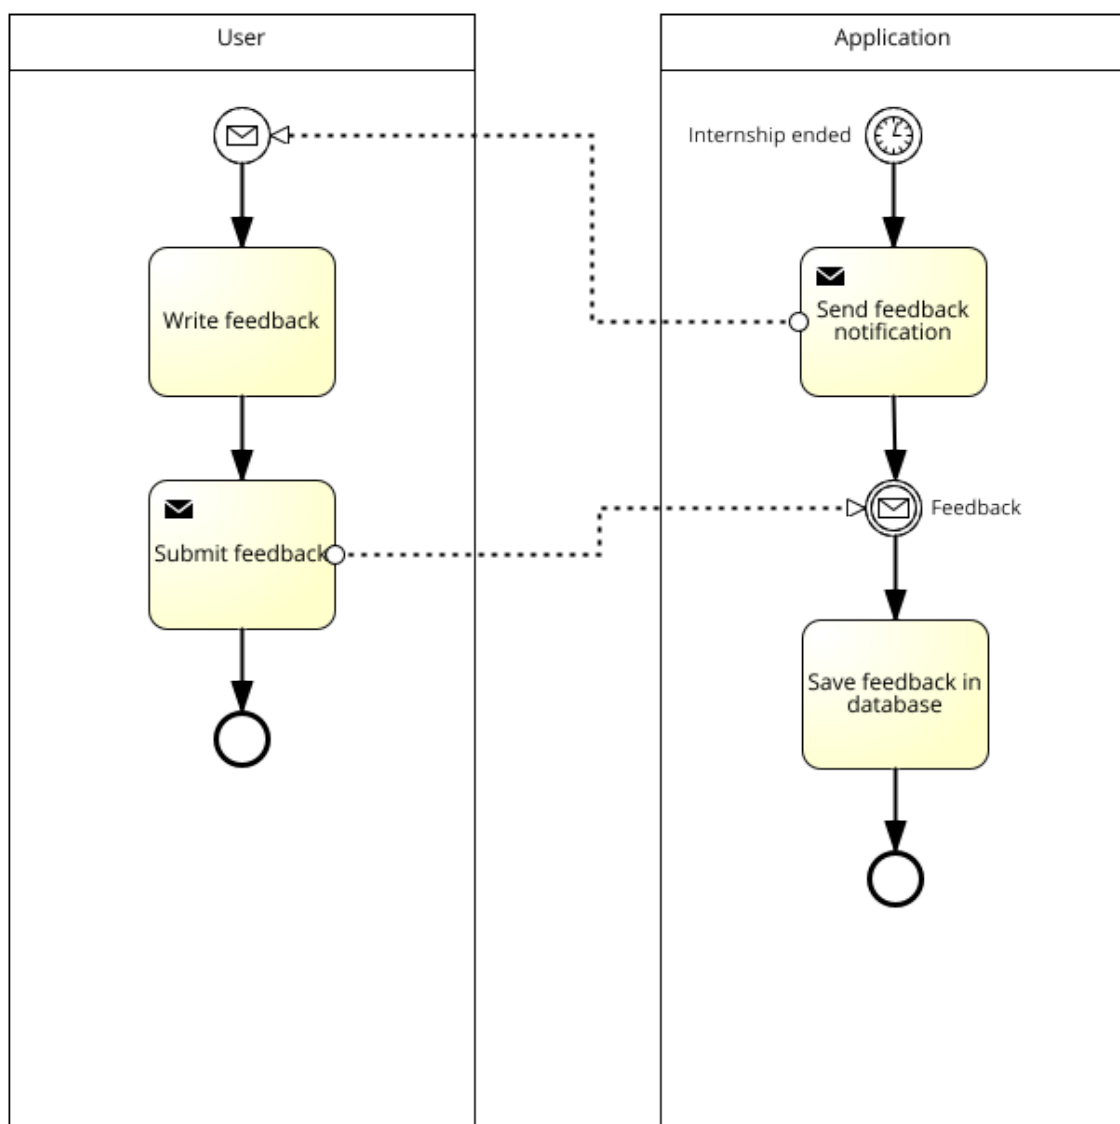 User
Application
Internship ended
Write feedback
Send feedback
notification
Feedback
Submit feedback
Save feedback in
database